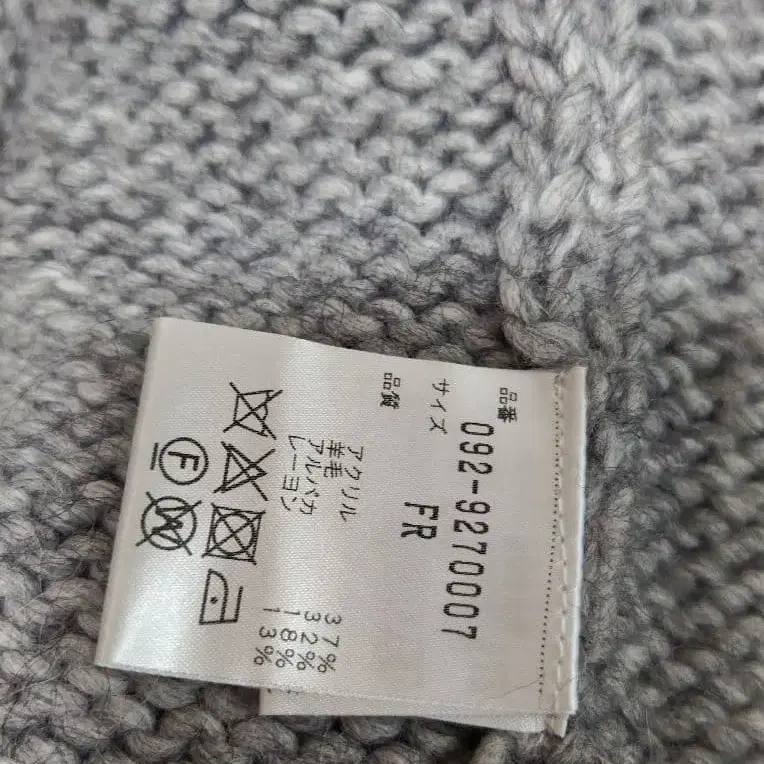 品番 092-9270007
サイズ FR
品質
アクリル 37%
羊毛 32%
アルパカ 18%
レーヨン 13%
F W